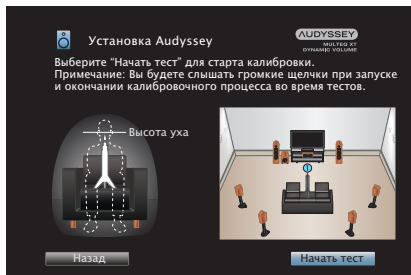 Установка Audyssey
AUDYSSEY
MULTEQ XT
DYNAMIC VOLUME
Выберите “Начать тест” для старта калибровки.
Примечание: Вы будете слышать громкие щелчки при запуске
и окончании калибровочного процесса во время тестов.
Высота уха
Назад
Начать тест